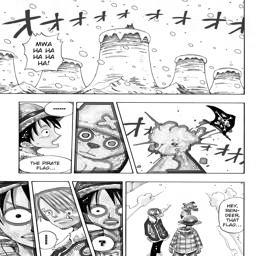 オオオオオ
MWA
HA HA
HA HA
HA!
........
THE PIRATE
FLAG...
オオ
!
?
HEY,
REIN-
DEER,
THAT
FLAG...